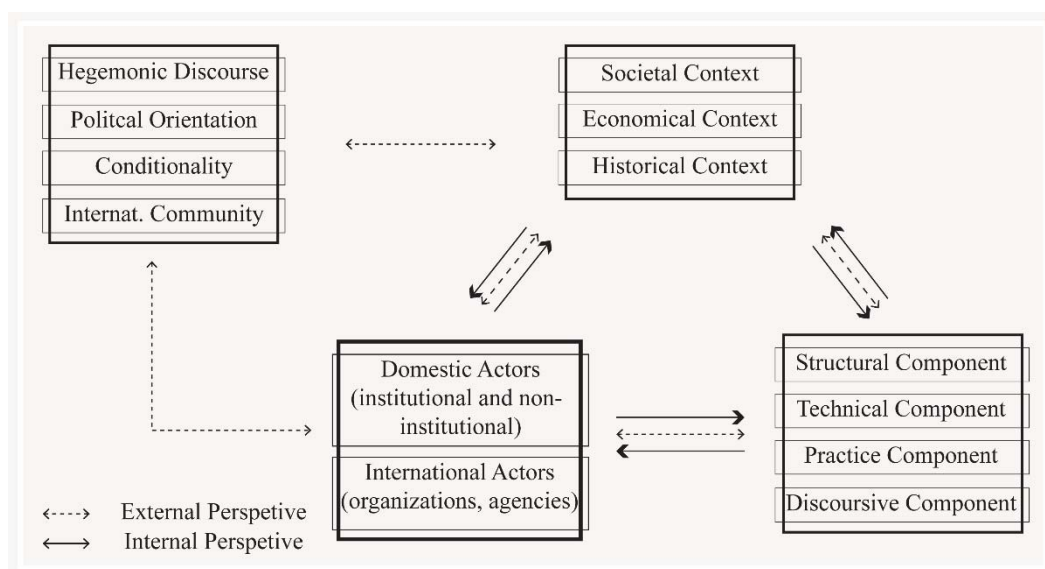 Hegemonic Discourse
Politcal Orientation
Conditionality
Internat. Community
Societal Context
Economical Context
Historical Context
Domestic Actors
(institutional and non-
institutional)
International Actors
(organizations, agencies)
Structural Component
Technical Component
Practice Component
Discoursive Component
External Perspetive
Internal Perspetive